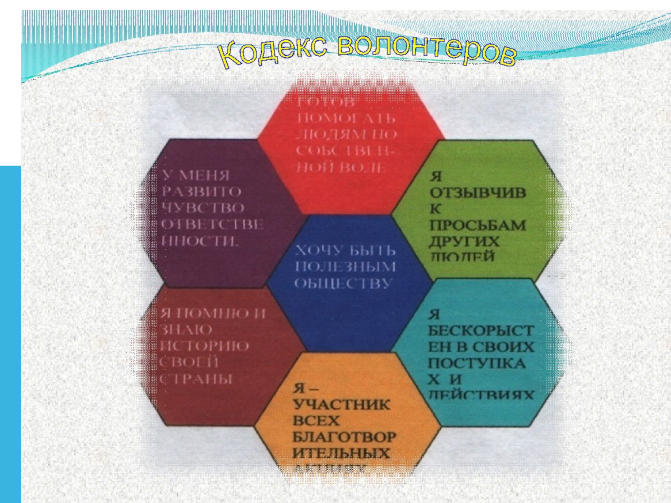 Кодекс волонтеров
ГОТОВ
ПОМОГАТЬ
ЛЮДЯМ ПО
СОБСТВЕН-
НОЙ ВОЛЕ
У МЕНЯ
РАЗВИТО
ЧУВСТВО
ОТВЕТСТВЕ
ННОСТИ.
Я
ОТЗЫВЧИВ
К
ПРОСЬБАМ
ДРУГИХ
ЛЮДЕЙ
ХОЧУ БЫТЬ
ПОЛЕЗНЫМ
ОБЩЕСТВУ
Я ПОМНЮ И
ЗНАЮ
ИСТОРИЮ
СВОЕЙ
СТРАНЫ
Я
БЕСКОРЫСТ
ЕН В СВОИХ
ПОСТУПКА
Х И
ДЕЙСТВИЯХ
Я –
УЧАСТНИК
ВСЕХ
БЛАГОТВОР
ИТЕЛЬНЫХ
АКЦИЯХ